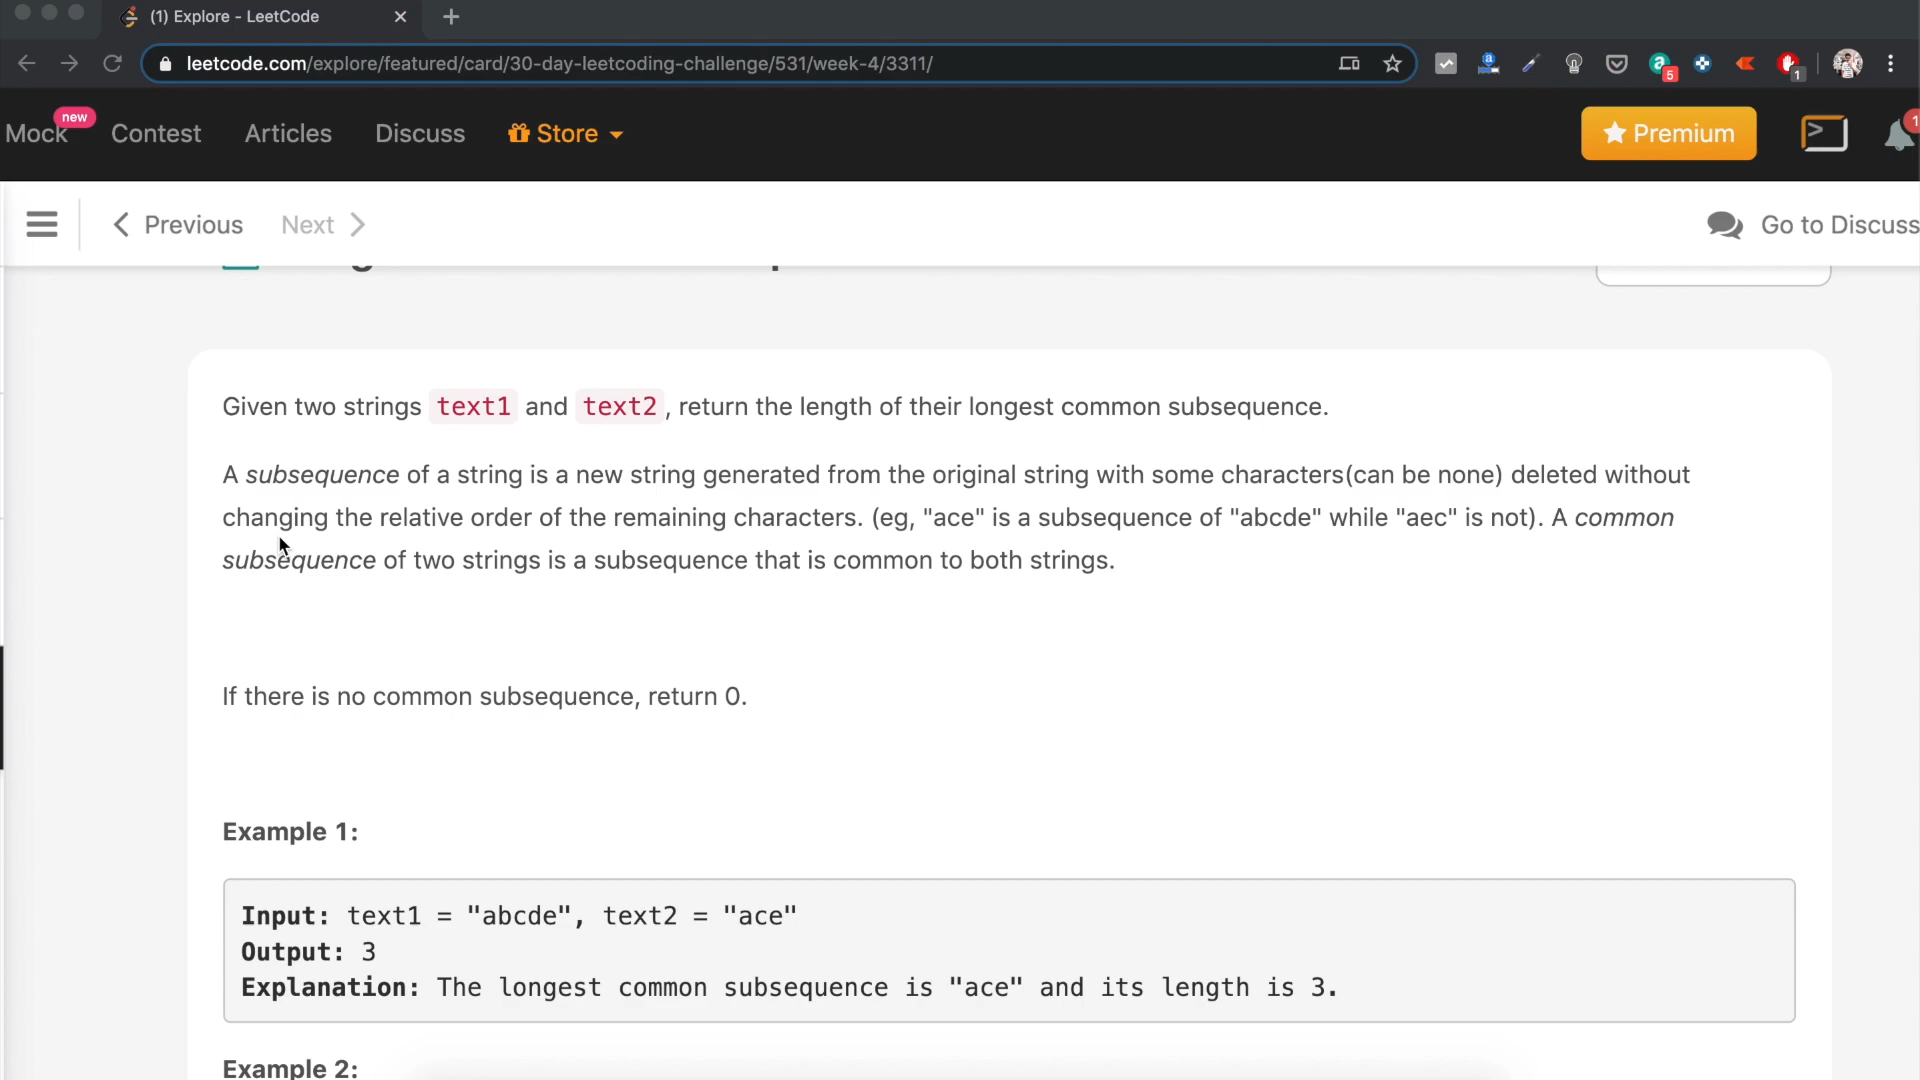 (1) Explore - LeetCode
leetcode.com/explore/featured/card/30-day-leetcoding-challenge/531/week-4/3311/
5
1
Mock new Contest Articles Discuss Store Premium 1
Previous Next Go to Discuss
Given two strings text1 and text2, return the length of their longest common subsequence.
A subsequence of a string is a new string generated from the original string with some characters(can be none) deleted without
changing the relative order of the remaining characters. (eg, "ace" is a subsequence of "abcde" while "aec" is not). A common
subsequence of two strings is a subsequence that is common to both strings.
If there is no common subsequence, return 0.
Example 1:
Input: text1 = "abcde", text2 = "ace"
Output: 3
Explanation: The longest common subsequence is "ace" and its length is 3.
Example 2: